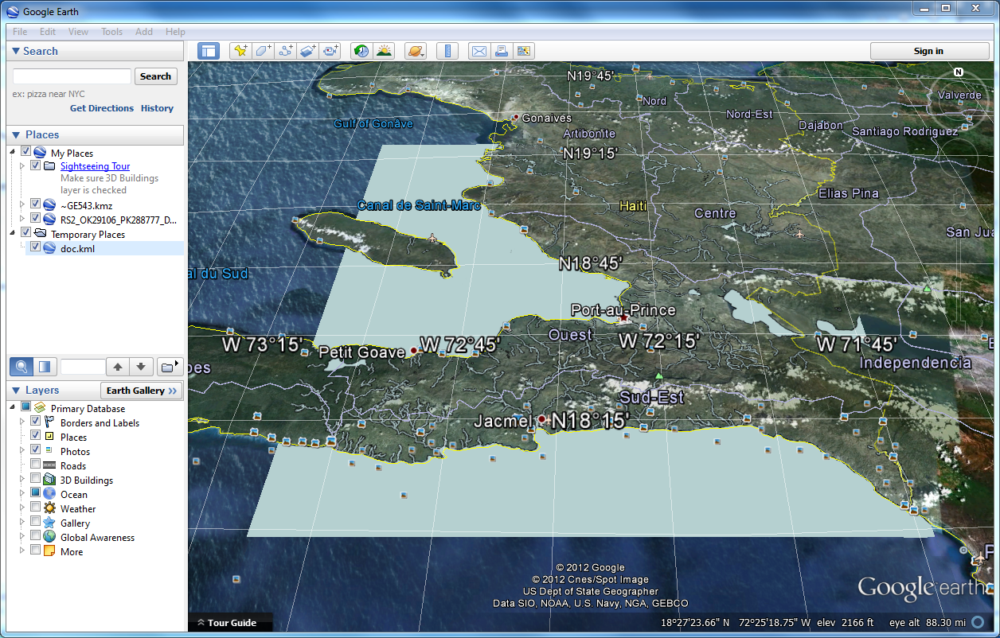 Google Earth
File Edit View Tools Add Help
Search
Sign in
Search
ex: pizza near NYC
Get Directions History
Places
My Places
Sightseeing Tour
Make sure 3D Buildings
layer is checked
~GE543.kmz
RS2_OK29106_PK288777_D...
Temporary Places
doc.kml
Layers
Earth Gallery >>
Primary Database
Borders and Labels
Places
Photos
Roads
3D Buildings
Ocean
Weather
Gallery
Global Awareness
More
N
N19°45'
Valverde
Nord
Nord-Est
Gonaives
Gulf of Gonâve
Dajabon
Santiago Rodriguez
Artibonite
N19°15'
Elias Pina
Canal de Saint-Marc
Haiti
Centre
San Jua
N18°45'
al du Sud
Port-au-Prince
Ouest
W 73°15'
Petit Goave
W 72°45'
W 72°15'
W 71°45'
Independencia
pes
Sud-Est
Jacmel
N18°15'
P
© 2012 Google
© 2012 Cnes/Spot Image
US Dept of State Geographer
Data SIO, NOAA, U.S. Navy, NGA, GEBCO
Google earth
Tour Guide
18°27'23.66" N 72°25'18.75" W elev 2166 ft eye alt 88.30 mi